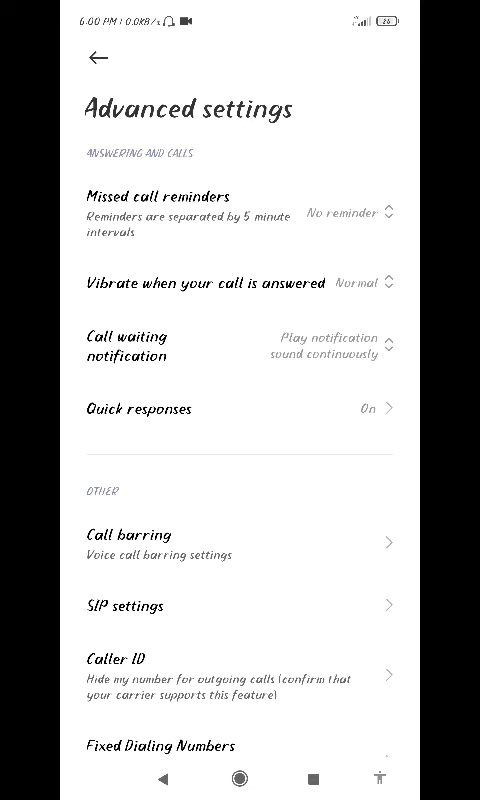 6:00 PM | 0.0KB/s 26
Advanced settings
ANSWERING AND CALLS
Missed call reminders
Reminders are separated by 5 minute
intervals
No reminder
Vibrate when your call is answered Normal
Call waiting
notification
Play notification
sound continuously
Quick responses On
OTHER
Call barring
Voice call barring settings
SIP settings
Caller ID
Hide my number for outgoing calls (confirm that
your carrier supports this feature)
Fixed Dialing Numbers